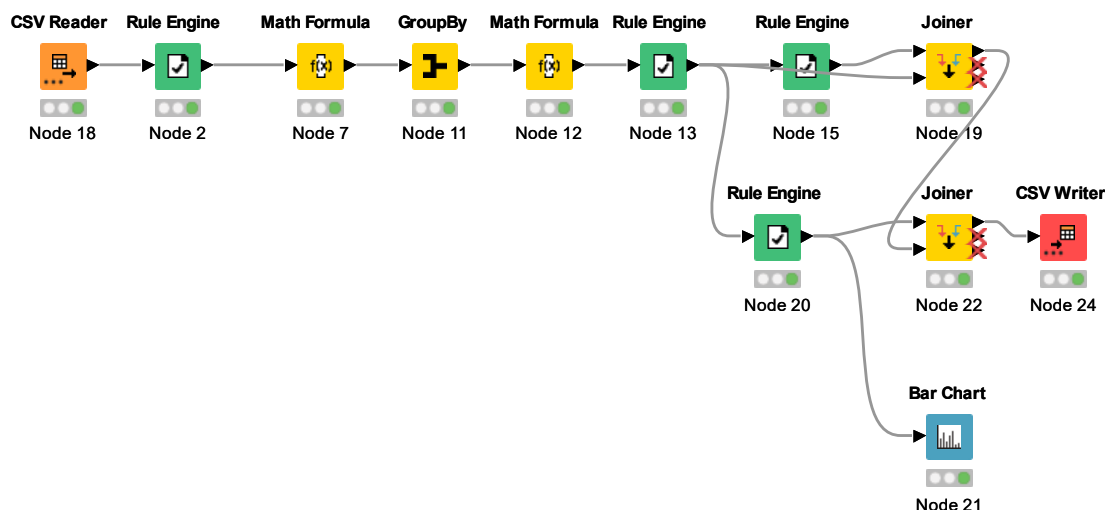 CSV Reader Rule Engine Math Formula GroupBy Math Formula Rule Engine Rule Engine Joiner
f(x) f(x)
Node 18 Node 2 Node 7 Node 11 Node 12 Node 13 Node 15 Node 19
Rule Engine Joiner CSV Writer
Node 20 Node 22 Node 24
Bar Chart
Node 21